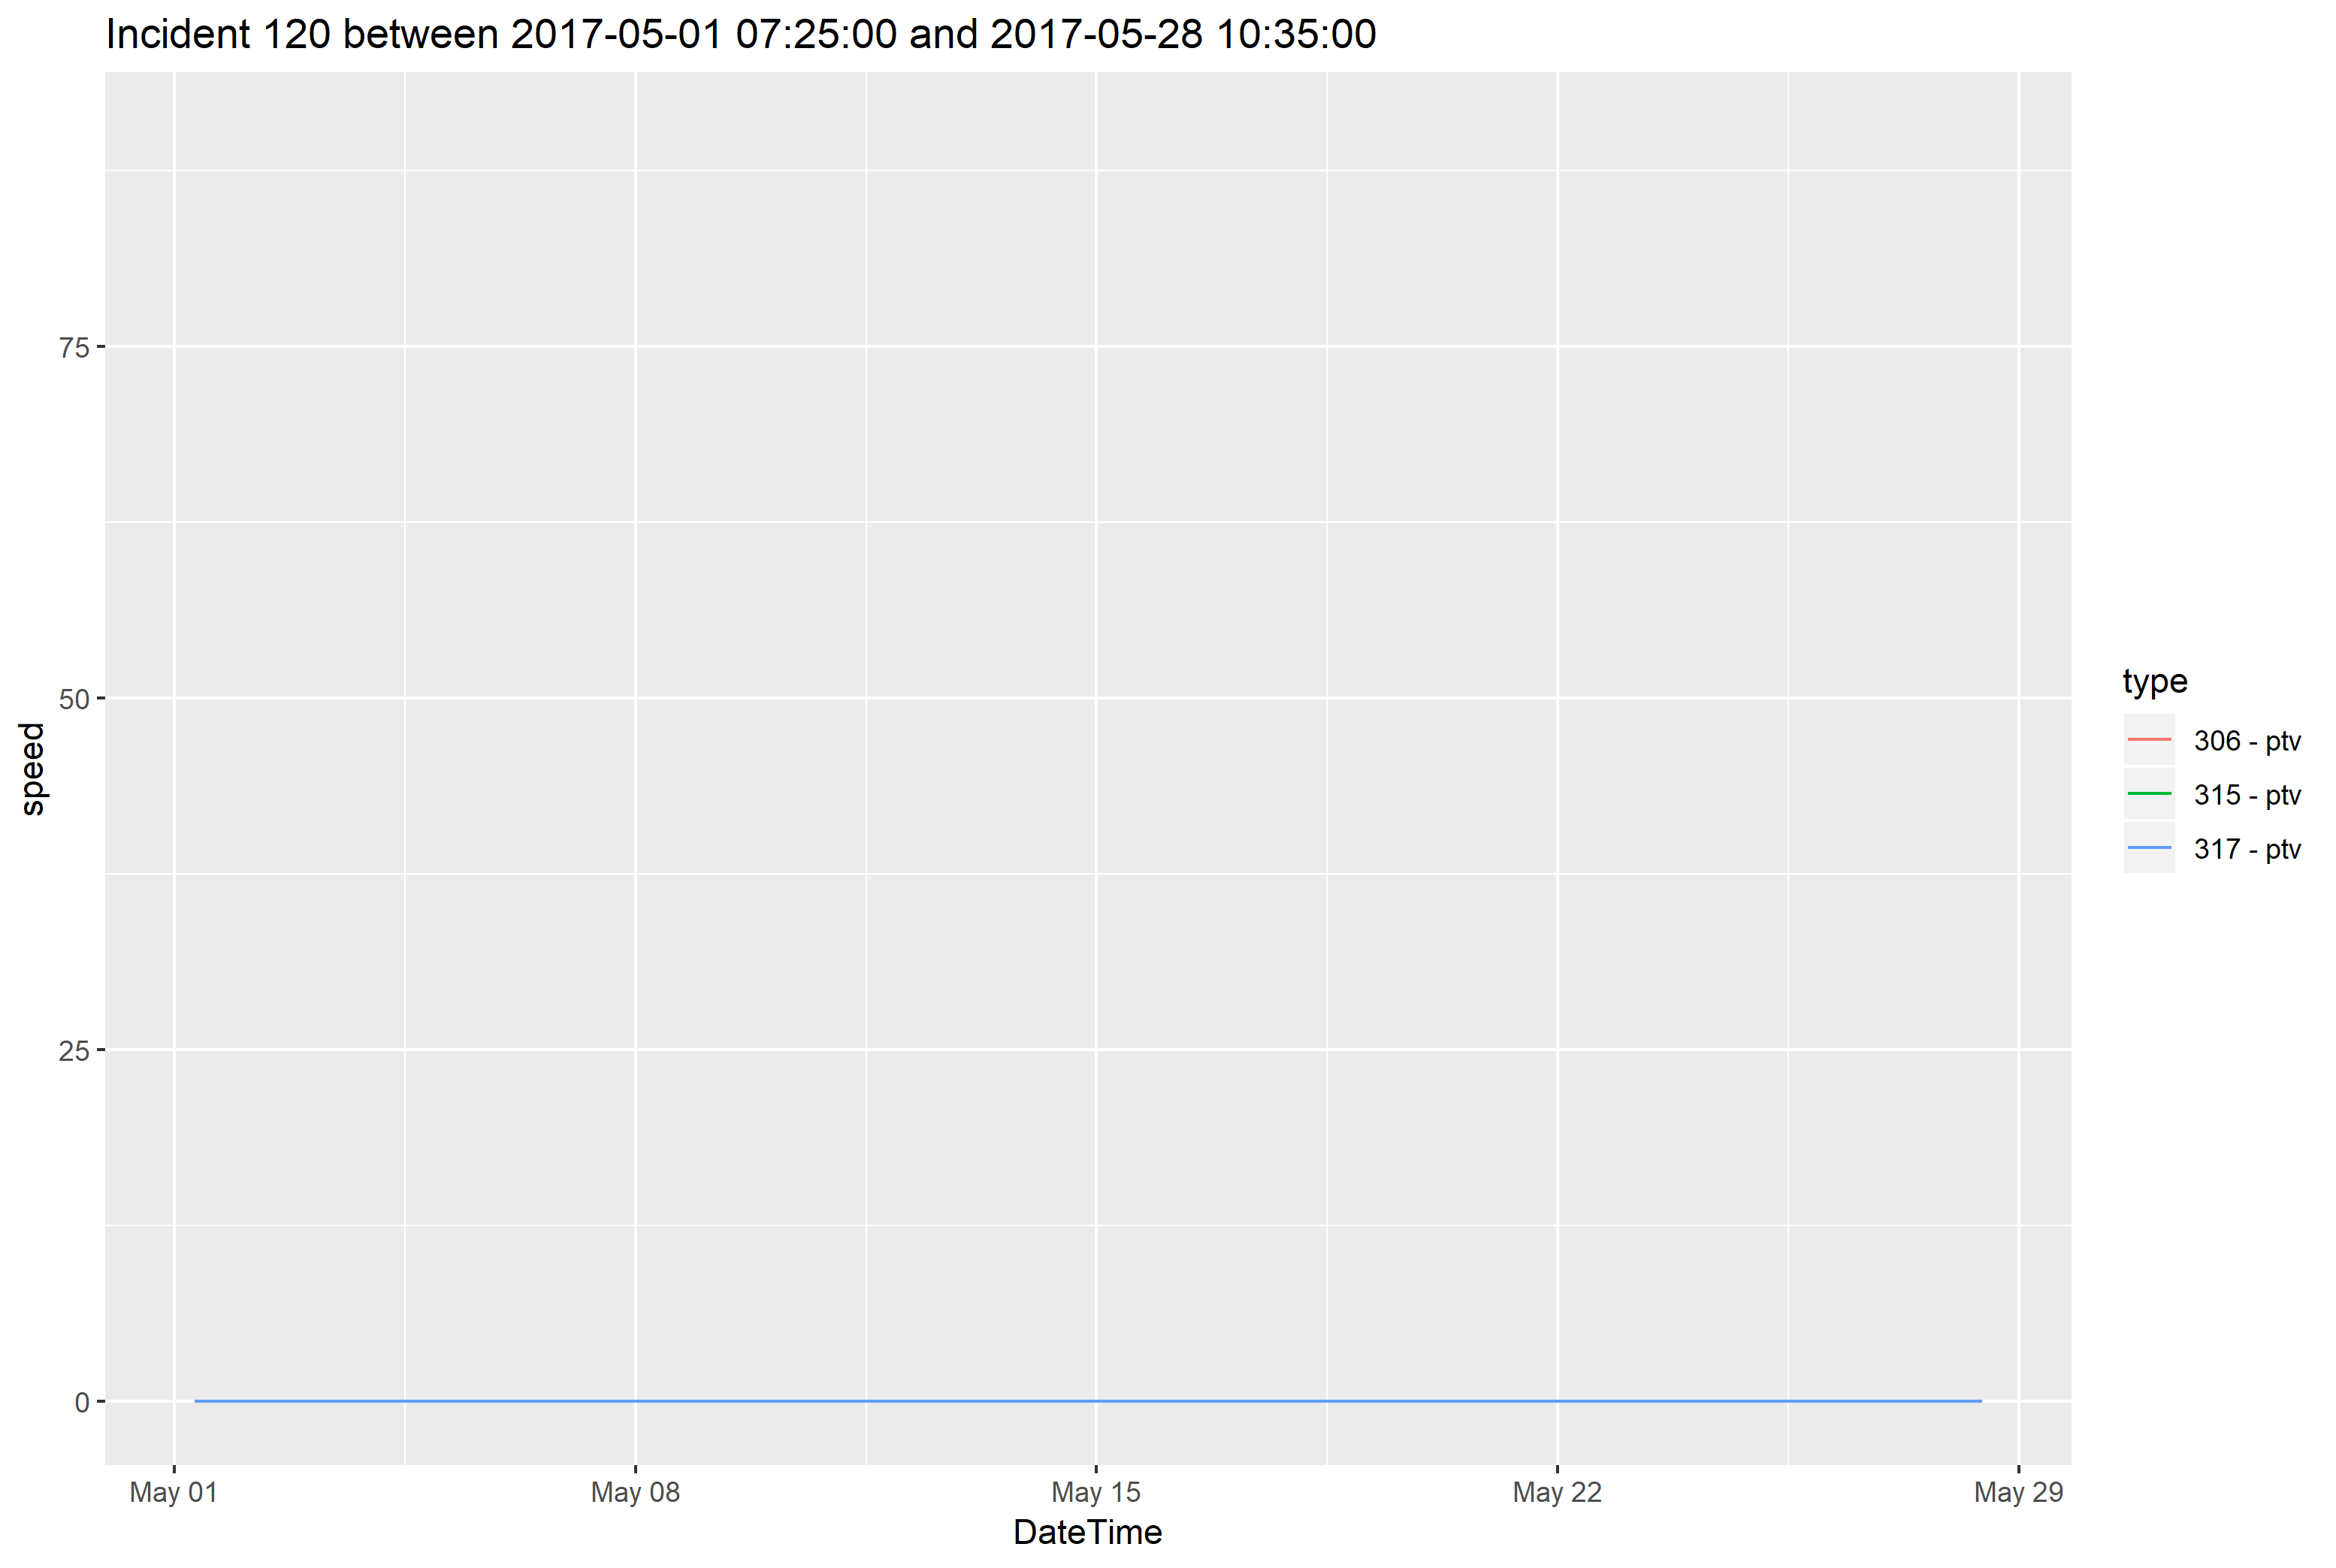 Incident 120 between 2017-05-01 07:25:00 and 2017-05-28 10:35:00
75
50
25
0
speed
May 01
May 08
May 15
May 22
May 29
DateTime
type
306 - ptv
315 - ptv
317 - ptv